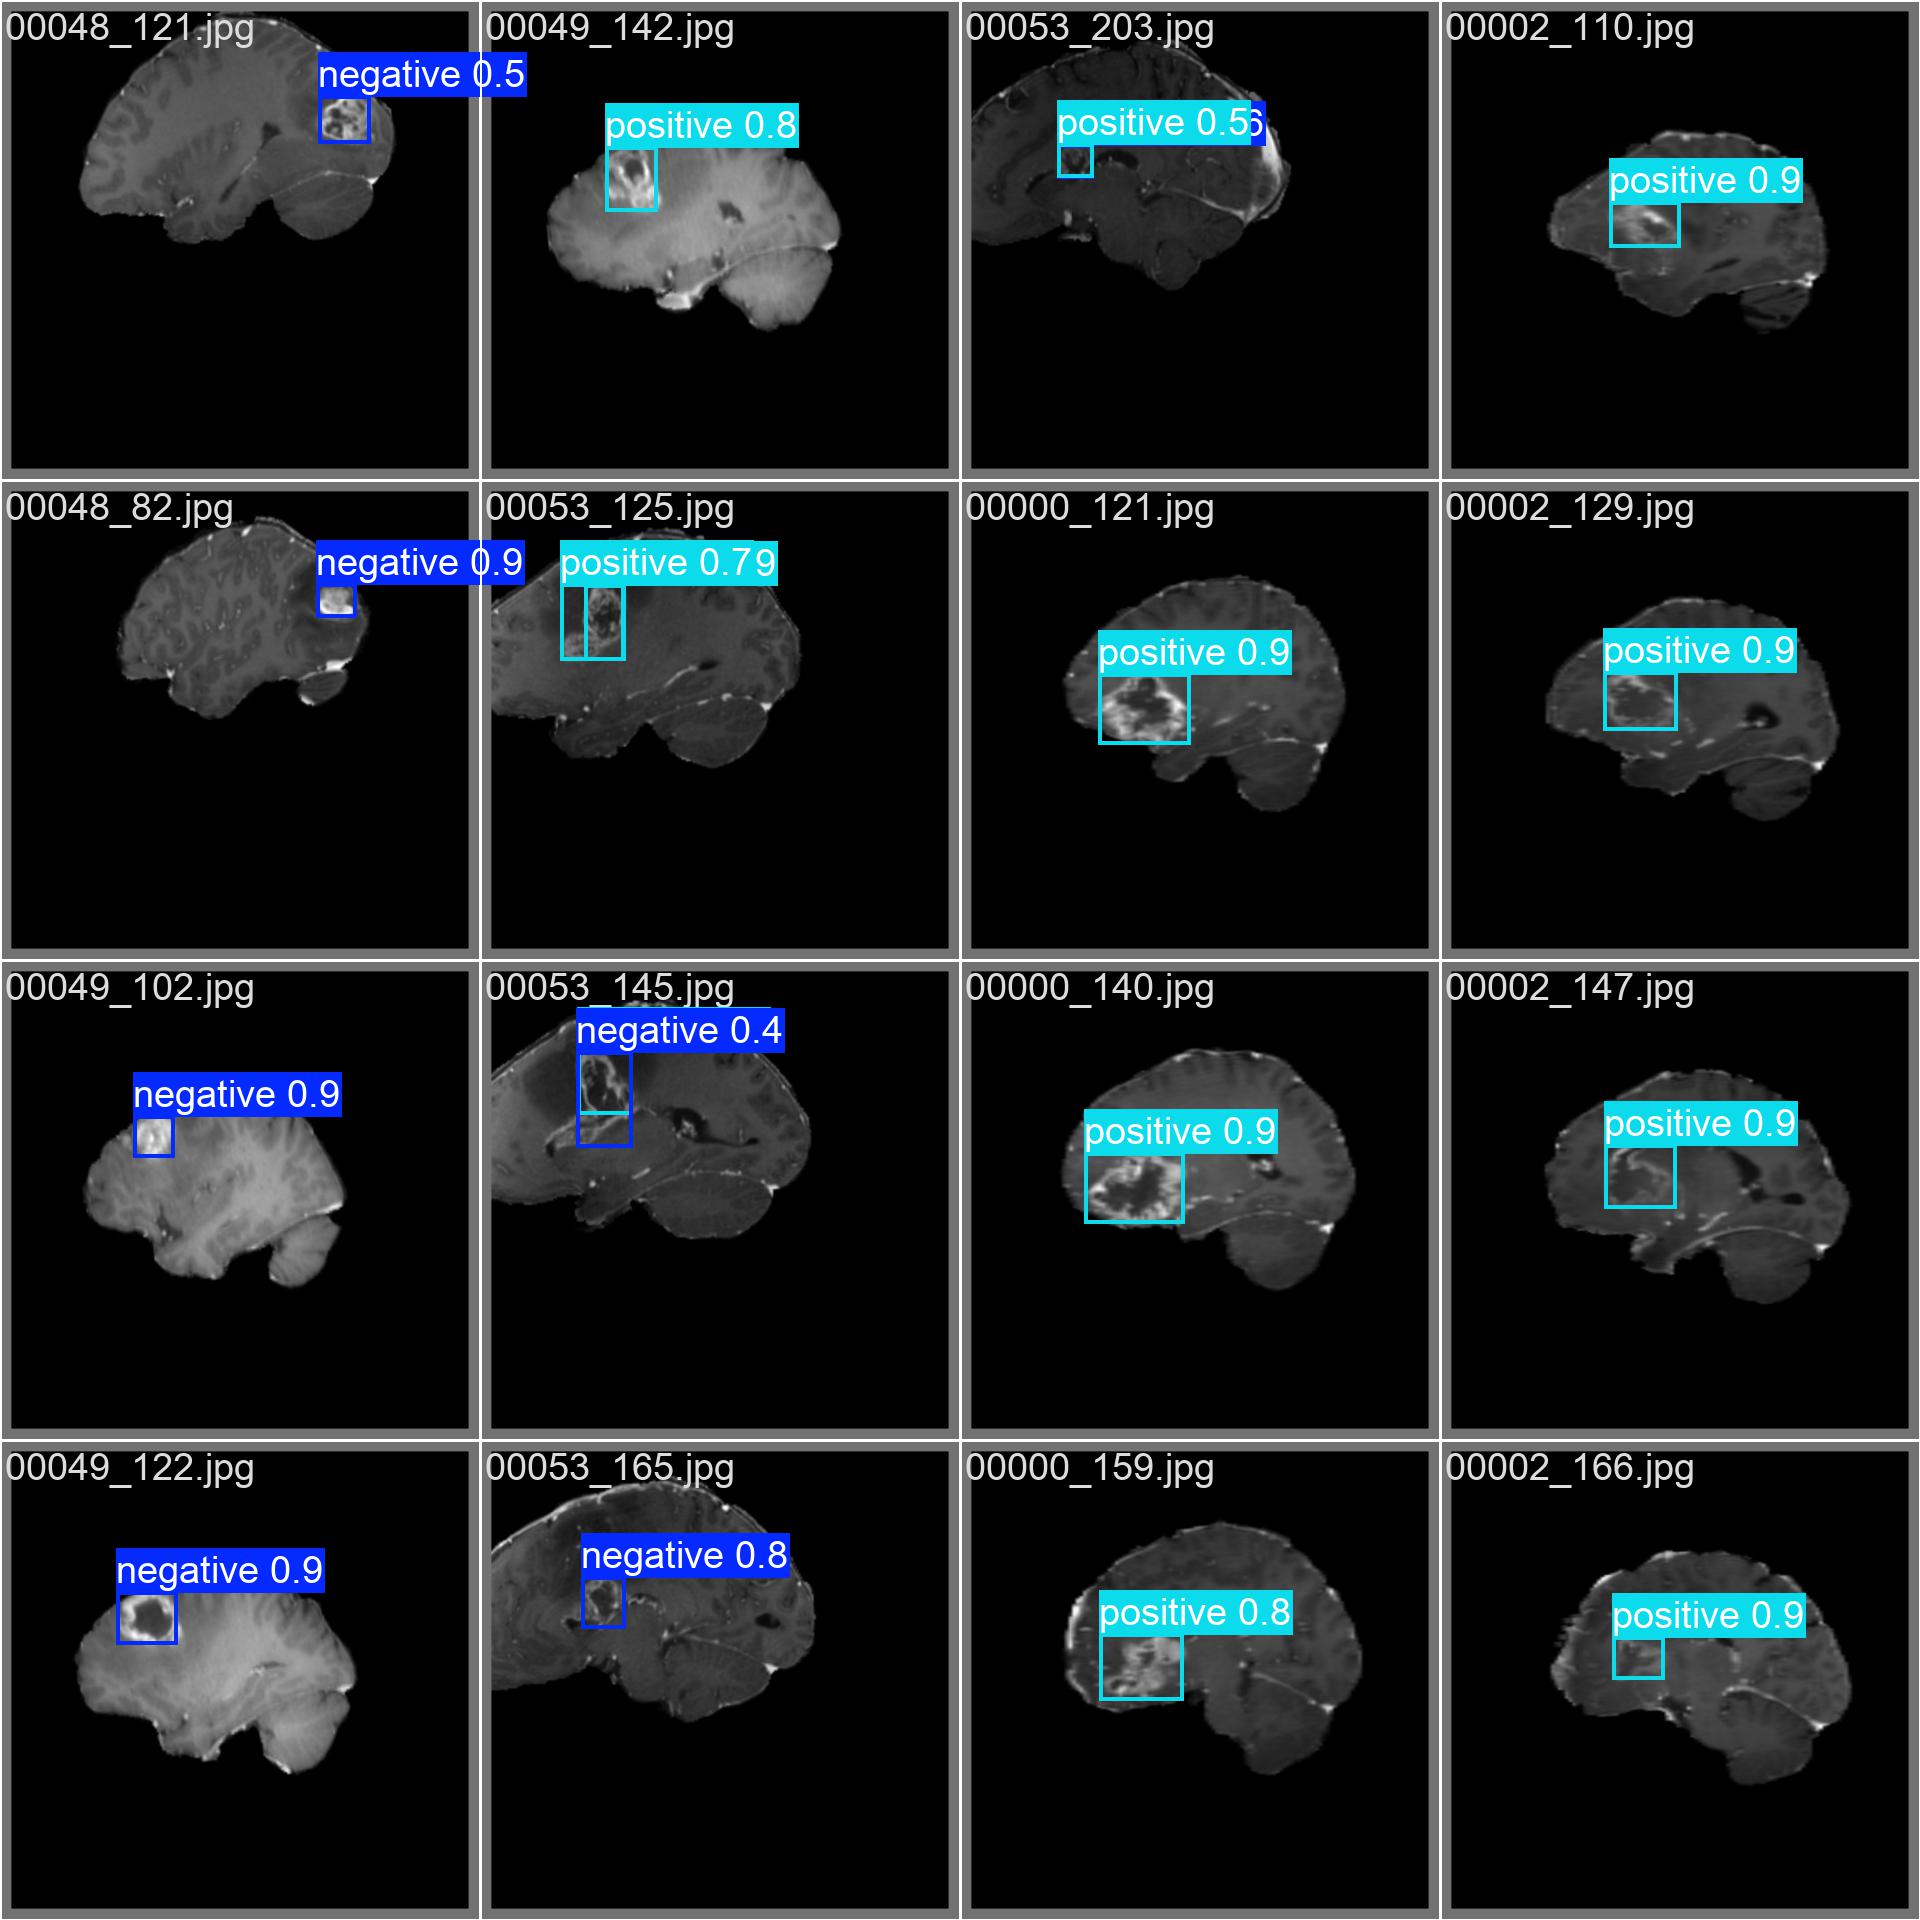 00048_121.jpg
negative 0.5
00049_142.jpg
positive 0.8
00053_203.jpg
positive 0.5
6
00002_110.jpg
positive 0.9
00048_82.jpg
negative 0.9
00053_125.jpg
positive 0.7
9
00000_121.jpg
positive 0.9
00002_129.jpg
positive 0.9
00049_102.jpg
negative 0.9
00053_145.jpg
negative 0.4
00000_140.jpg
positive 0.9
00002_147.jpg
positive 0.9
00049_122.jpg
negative 0.9
00053_165.jpg
negative 0.8
00000_159.jpg
positive 0.8
00002_166.jpg
positive 0.9